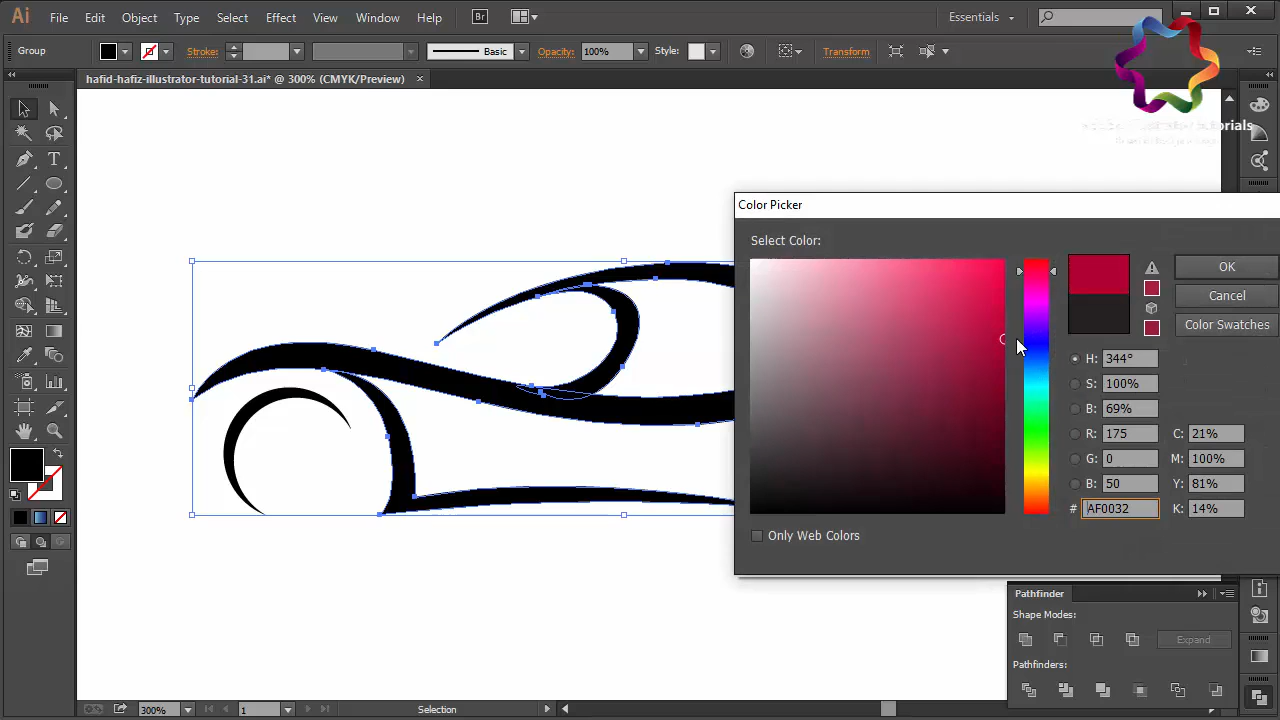 Ai File Edit Object Type Select Effect View Window Help Br Essentials
Group Stroke: Basic Opacity: 100% Style: Transform
hafid-hafiz-illustrator-tutorial-31.ai* @ 300% (CMYK/Preview)
tutorials
Color Picker
Select Color:
OK
Cancel
Color Swatches
H: 344°
S: 100%
B: 69%
R: 175 C: 21%
G: 0 M: 100%
B: 50 Y: 81%
# AF0032 K: 14%
Only Web Colors
Pathfinder
Shape Modes:
Expand
Pathfinders:
300% 1 Selection